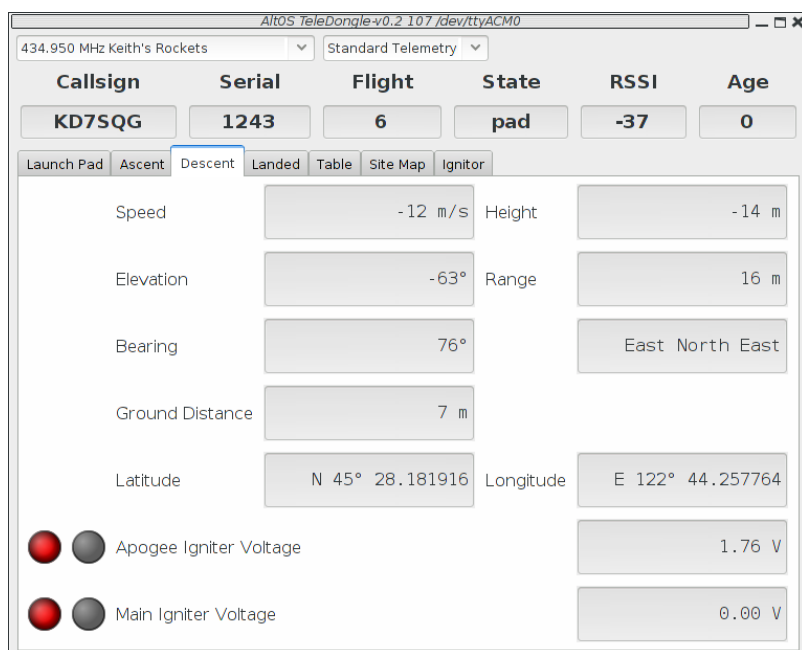 AltOS TeleDongle-v0.2 107 /dev/ttyACM0
434.950 MHz Keith's Rockets Standard Telemetry
Callsign Serial Flight State RSSI Age
KD7SQG 1243 6 pad -37 0
Launch Pad Ascent Descent Landed Table Site Map Ignitor
Speed -12 m/s Height -14 m
Elevation -63° Range 16 m
Bearing 76° East North East
Ground Distance 7 m
Latitude N 45° 28.181916 Longitude E 122° 44.257764
Apogee Igniter Voltage 1.76 V
Main Igniter Voltage 0.00 V